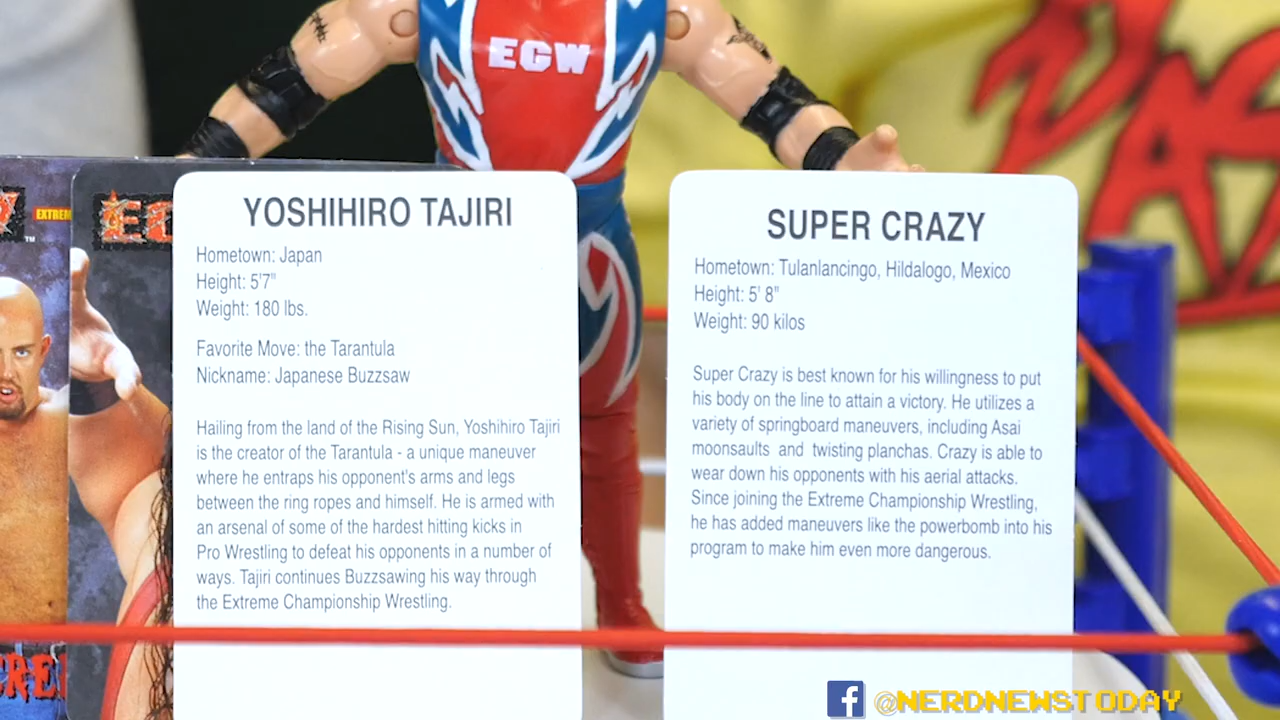 ECW
EXTREM
TM
YOSHIHIRO TAJIRI
Hometown: Japan
Height: 5'7"
Weight: 180 lbs.
Favorite Move: the Tarantula
Nickname: Japanese Buzzsaw
Hailing from the land of the Rising Sun, Yoshihiro Tajiri
is the creator of the Tarantula - a unique maneuver
where he entraps his opponent's arms and legs
between the ring ropes and himself. He is armed with
an arsenal of some of the hardest hitting kicks in
Pro Wrestling to defeat his opponents in a number of
ways. Tajiri continues Buzzsawing his way through
the Extreme Championship Wrestling.
SUPER CRAZY
Hometown: Tulanlancingo, Hildalogo, Mexico
Height: 5' 8"
Weight: 90 kilos
Super Crazy is best known for his willingness to put
his body on the line to attain a victory. He utilizes a
variety of springboard maneuvers, including Asai
moonsaults and twisting planchas. Crazy is able to
wear down his opponents with his aerial attacks.
Since joining the Extreme Championship Wrestling,
he has added maneuvers like the powerbomb into his
program to make him even more dangerous.
f @NERDNEWSTODAY